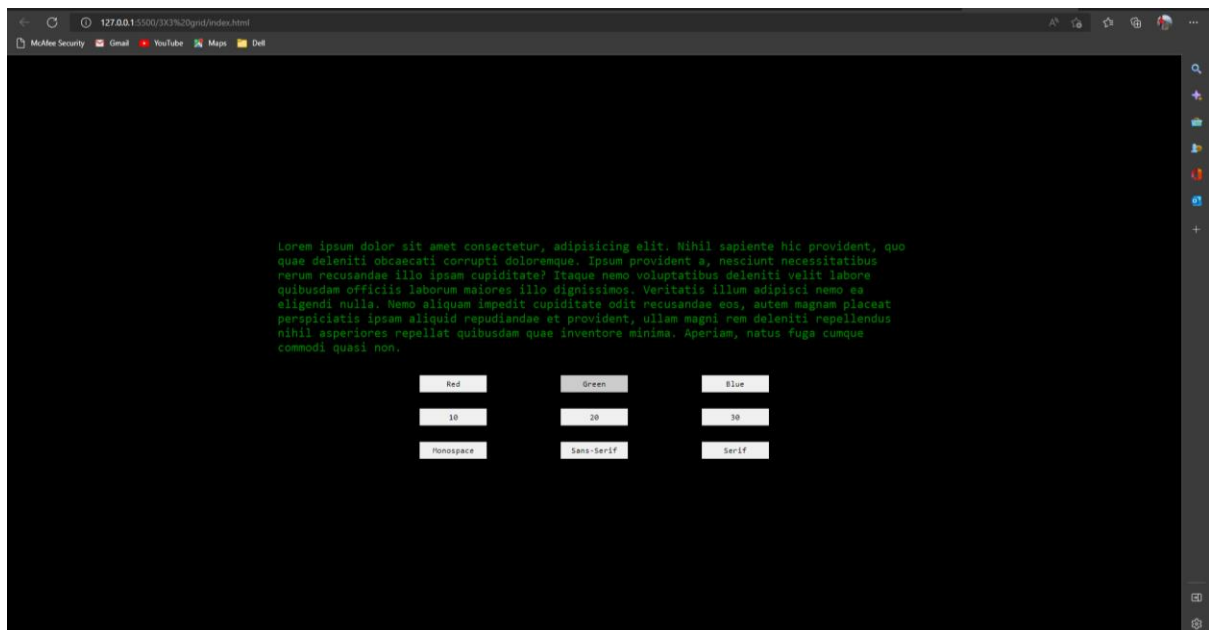 127.0.0.1:5500/3X3%20grid/index.html
McAfee Security Gmail YouTube Maps Dell
Lorem ipsum dolor sit amet consectetur, adipisicing elit. Nihil sapiente hic provident, quo
quae deleniti obcaecati corrupti doloremque. Ipsum provident a, nesciunt necessitatibus
rerum recusandae illo ipsam cupiditate? Itaque nemo voluptatibus deleniti velit labore
quibusdam officiis laborum maiores illo dignissimos. Veritatis illum adipisci nemo ea
eligendi nulla. Nemo aliquam impedit cupiditate odit recusandae eos, autem magnam placeat
perspiciatis ipsam aliquid repudiandae et provident, ullam magni rem deleniti repellendus
nihil asperiores repellat quibusdam quae inventore minima. Aperiam, natus fuga cumque
commodi quasi non.
Red Green Blue
10 20 30
Monospace Sans-Serif Serif